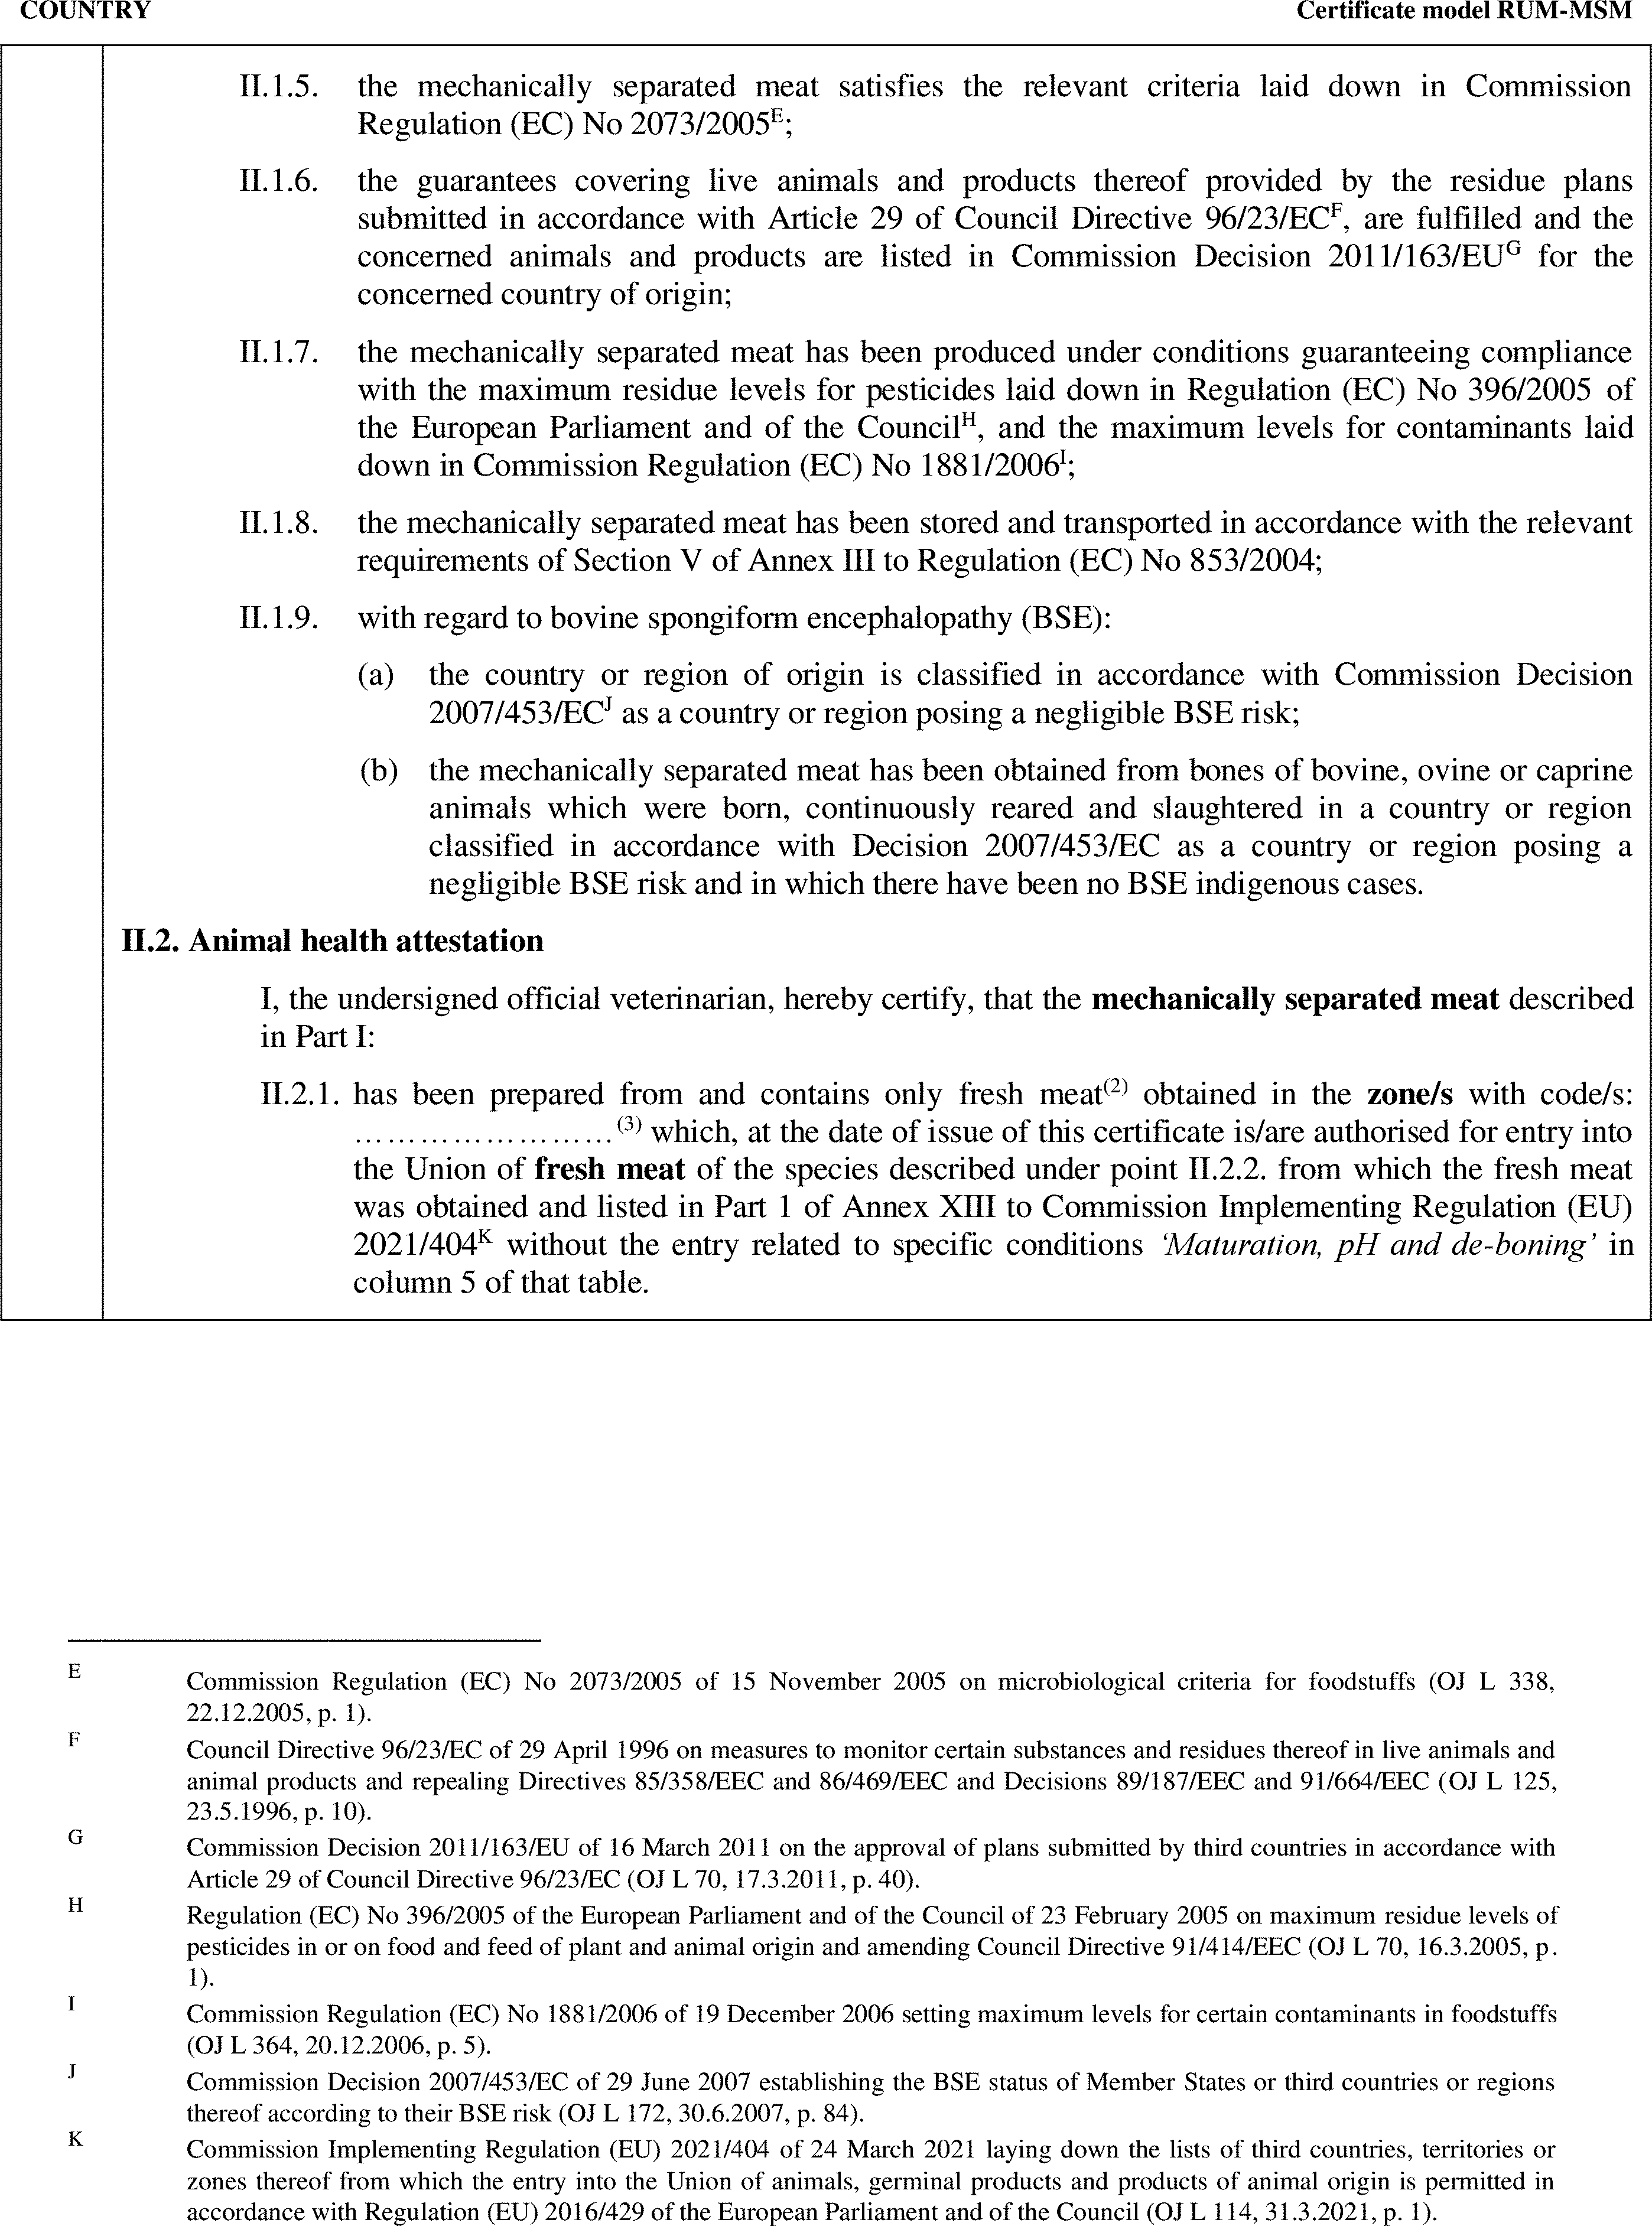 COUNTRY Certificate model RUM-MSM
II.1.5. the mechanically separated meat satisfies the relevant criteria laid down in Commission
Regulation (EC) No 2073/2005E;
II.1.6. the guarantees covering live animals and products thereof provided by the residue plans
submitted in accordance with Article 29 of Council Directive 96/23/ECF, are fulfilled and the
concerned animals and products are listed in Commission Decision 2011/163/EUG for the
concerned country of origin;
II.1.7. the mechanically separated meat has been produced under conditions guaranteeing compliance
with the maximum residue levels for pesticides laid down in Regulation (EC) No 396/2005 of
the European Parliament and of the CouncilH, and the maximum levels for contaminants laid
down in Commission Regulation (EC) No 1881/2006I;
II.1.8. the mechanically separated meat has been stored and transported in accordance with the relevant
requirements of Section V of Annex III to Regulation (EC) No 853/2004;
II.1.9. with regard to bovine spongiform encephalopathy (BSE):
(a) the country or region of origin is classified in accordance with Commission Decision
2007/453/ECJ as a country or region posing a negligible BSE risk;
(b) the mechanically separated meat has been obtained from bones of bovine, ovine or caprine
animals which were born, continuously reared and slaughtered in a country or region
classified in accordance with Decision 2007/453/EC as a country or region posing a
negligible BSE risk and in which there have been no BSE indigenous cases.
II.2. Animal health attestation
I, the undersigned official veterinarian, hereby certify, that the mechanically separated meat described
in Part I:
II.2.1. has been prepared from and contains only fresh meat(2) obtained in the zone/s with code/s:
……………………(3) which, at the date of issue of this certificate is/are authorised for entry into
the Union of fresh meat of the species described under point II.2.2. from which the fresh meat
was obtained and listed in Part 1 of Annex XIII to Commission Implementing Regulation (EU)
2021/404K without the entry related to specific conditions ‘Maturation, pH and de-boning’ in
column 5 of that table.
E Commission Regulation (EC) No 2073/2005 of 15 November 2005 on microbiological criteria for foodstuffs (OJ L 338,
22.12.2005, p. 1).
F Council Directive 96/23/EC of 29 April 1996 on measures to monitor certain substances and residues thereof in live animals and
animal products and repealing Directives 85/358/EEC and 86/469/EEC and Decisions 89/187/EEC and 91/664/EEC (OJ L 125,
23.5.1996, p. 10).
G Commission Decision 2011/163/EU of 16 March 2011 on the approval of plans submitted by third countries in accordance with
Article 29 of Council Directive 96/23/EC (OJ L 70, 17.3.2011, p. 40).
H Regulation (EC) No 396/2005 of the European Parliament and of the Council of 23 February 2005 on maximum residue levels of
pesticides in or on food and feed of plant and animal origin and amending Council Directive 91/414/EEC (OJ L 70, 16.3.2005, p.
1).
I Commission Regulation (EC) No 1881/2006 of 19 December 2006 setting maximum levels for certain contaminants in foodstuffs
(OJ L 364, 20.12.2006, p. 5).
J Commission Decision 2007/453/EC of 29 June 2007 establishing the BSE status of Member States or third countries or regions
thereof according to their BSE risk (OJ L 172, 30.6.2007, p. 84).
K Commission Implementing Regulation (EU) 2021/404 of 24 March 2021 laying down the lists of third countries, territories or
zones thereof from which the entry into the Union of animals, germinal products and products of animal origin is permitted in
accordance with Regulation (EU) 2016/429 of the European Parliament and of the Council (OJ L 114, 31.3.2021, p. 1).